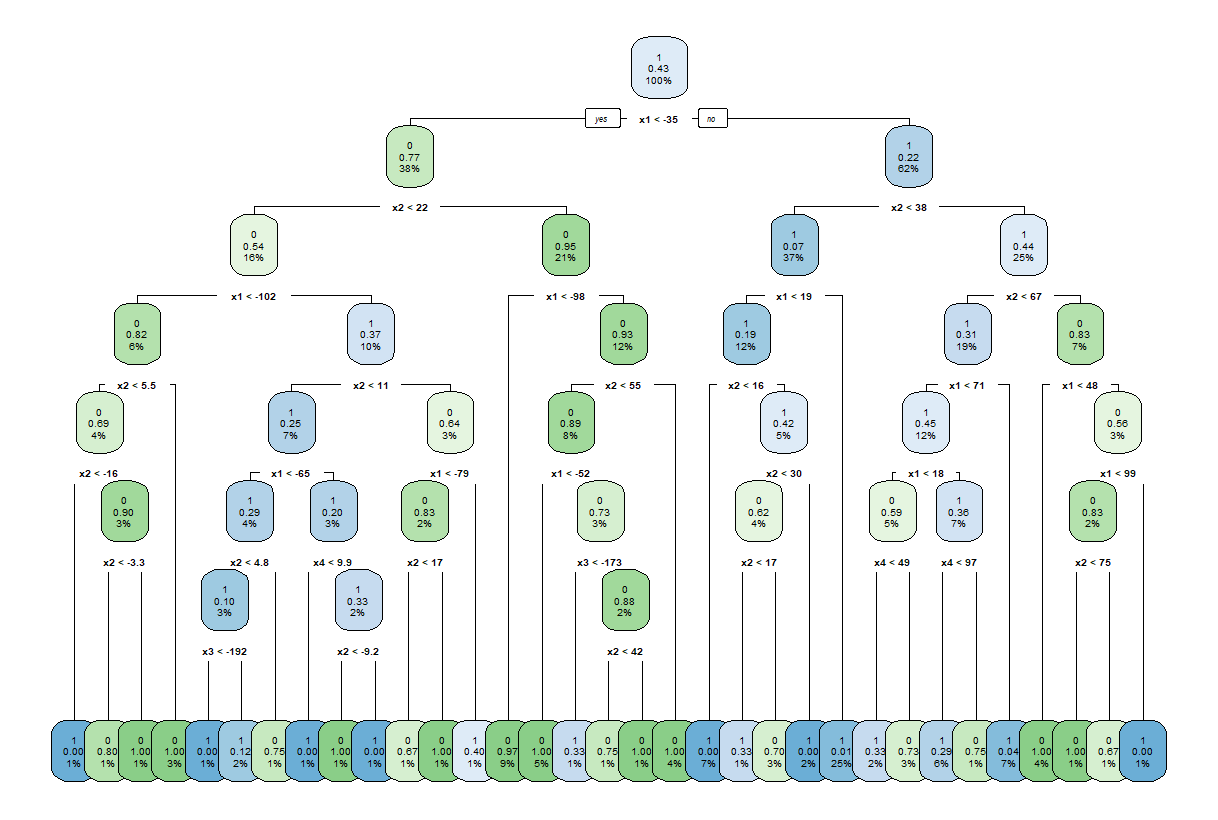 1
0.43
100%
yes x1 < -35 no
0 1
0.77 0.22
38% 62%
x2 < 22 x2 < 38
0 0 1 1
0.54 0.95 0.07 0.44
16% 21% 37% 25%
x1 < -102 x1 < -98 x1 < 19 x2 < 67
0 1 0 1 1 0
0.82 0.37 0.93 0.19 0.31 0.83
6% 10% 12% 12% 19% 7%
x2 < 5.5 x2 < 11 x2 < 55 x2 < 16 x1 < 71 x1 < 48
0 1 0 0 1 1 0
0.69 0.25 0.64 0.89 0.42 0.45 0.56
4% 7% 3% 8% 5% 12% 3%
x2 < -16 x1 < -65 x1 < -79 x1 < -52 x2 < 30 x1 < 18 x1 < 99
0 1 1 0 0 0 0 1 0
0.90 0.29 0.20 0.83 0.73 0.62 0.59 0.36 0.83
3% 4% 3% 2% 3% 4% 5% 7% 2%
x2 < -3.3 x2 < 4.8 x4 < 9.9 x2 < 17 x3 < -173 x2 < 17 x4 < 49 x4 < 97 x2 < 75
1 1 0
0.10 0.33 0.88
3% 2% 2%
x3 < -192 x2 < -9.2 x2 < 42
1 0 0 0 1 1 0 1 0 1 0 0 1 0 0 1 0 0 0 1 1 0 1 1 1 0 1 0 1 0 0 0 1
0.00 0.80 1.00 1.00 0.00 0.12 0.75 0.00 1.00 0.00 0.67 1.00 0.40 0.97 1.00 0.33 0.75 1.00 1.00 0.00 0.33 0.70 0.00 0.01 0.33 0.73 0.29 0.75 0.04 1.00 1.00 0.67 0.00
1% 1% 1% 3% 1% 2% 1% 1% 1% 1% 1% 1% 1% 9% 5% 1% 1% 1% 4% 7% 1% 3% 2% 25% 2% 3% 6% 1% 7% 4% 1% 1% 1%